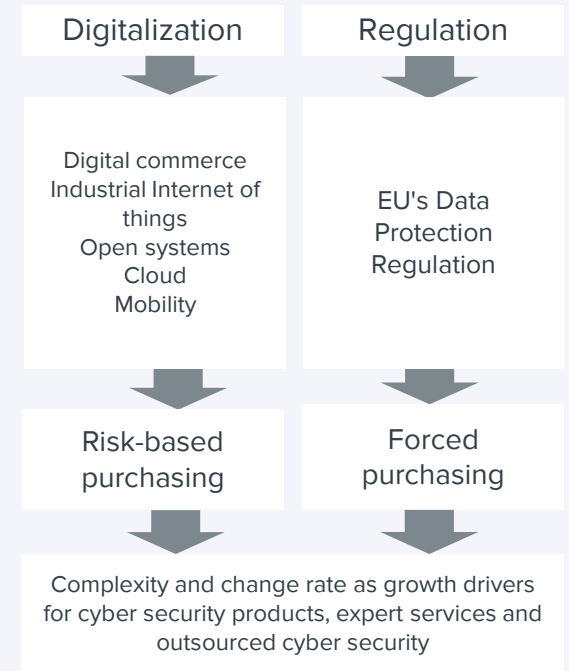 Digitalization
Regulation
Digital commerce
Industrial Internet of
things
Open systems
Cloud
Mobility
EU's Data
Protection
Regulation
Risk-based
purchasing
Forced
purchasing
Complexity and change rate as growth drivers
for cyber security products, expert services and
outsourced cyber security